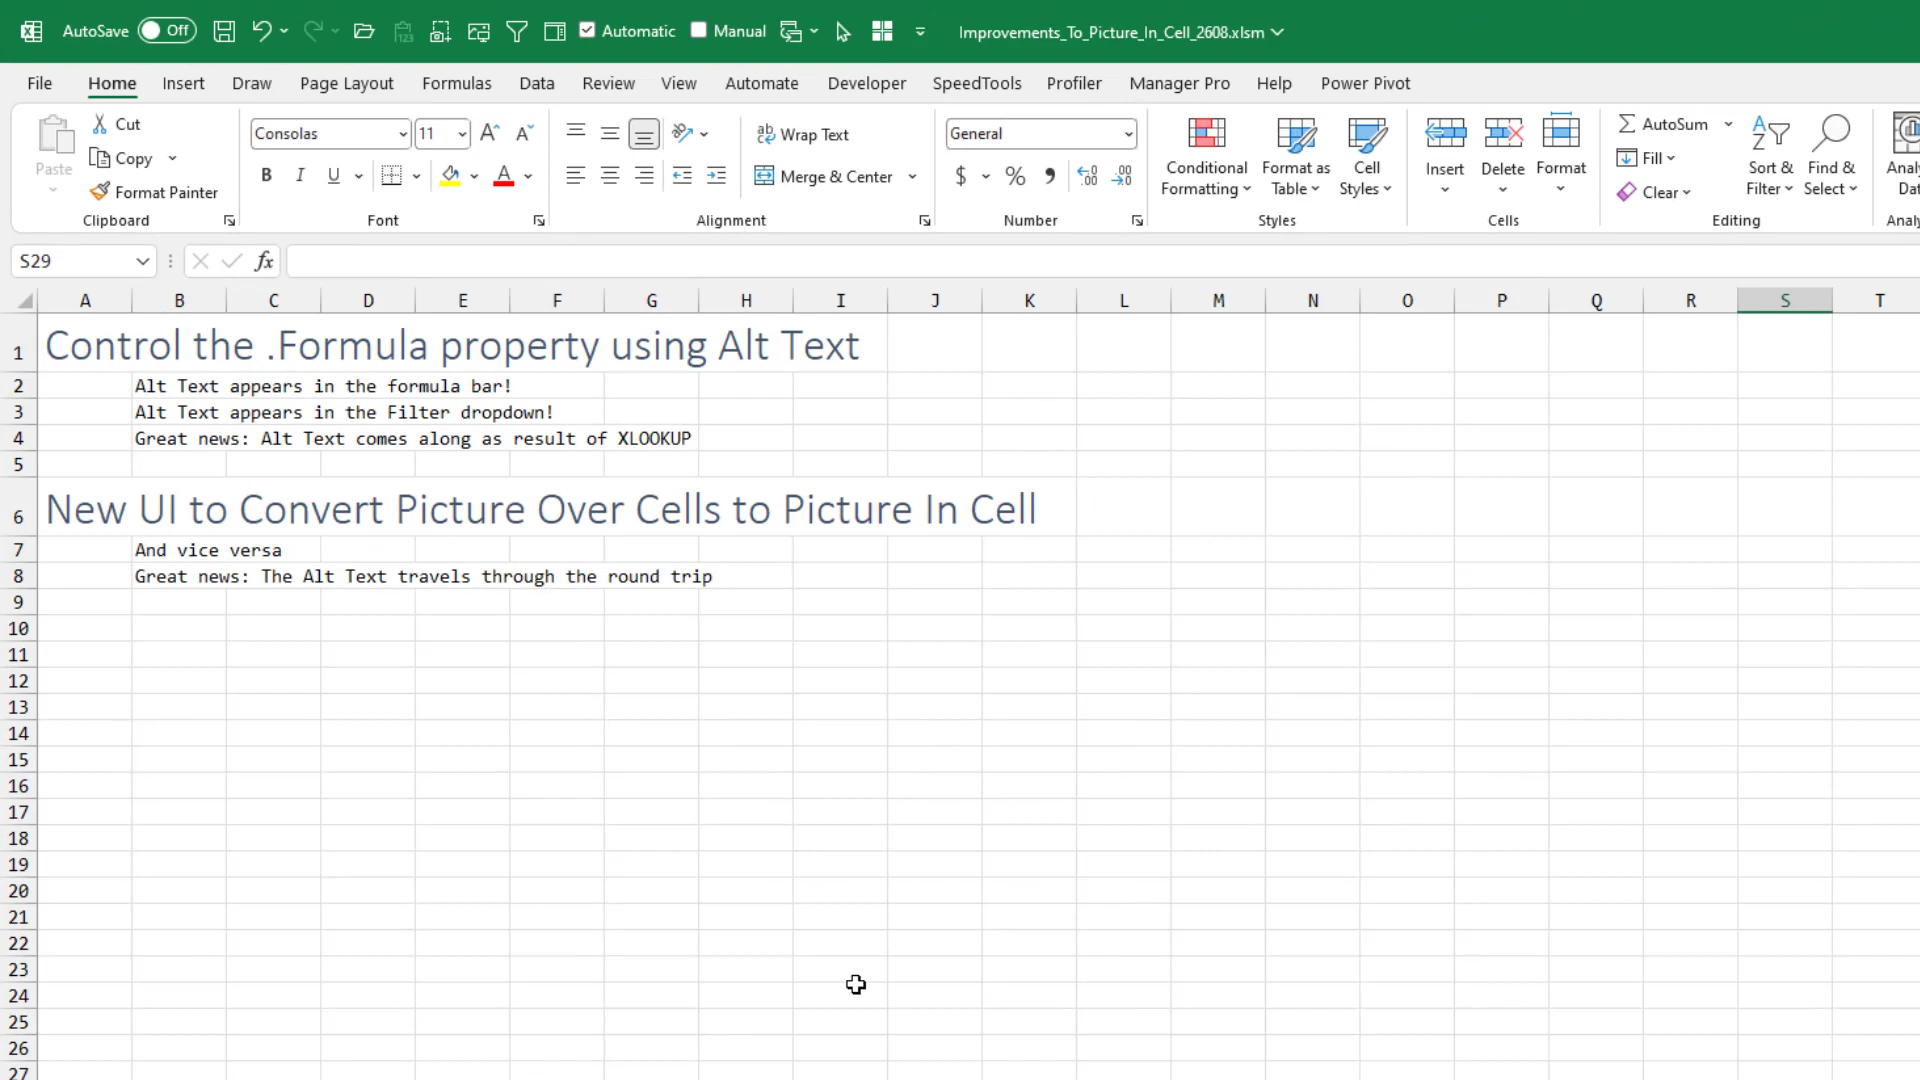 AutoSave Off Automatic Manual Improvements_To_Picture_In_Cell_2608.xlsm
File Home Insert Draw Page Layout Formulas Data Review View Automate Developer SpeedTools Profiler Manager Pro Help Power Pivot
Paste
Cut
Copy
Format Painter
Clipboard
Consolas 11 A^ A˅
B I U A
Font
ab Wrap Text
Merge & Center
Alignment
General
$ % 9 .00 .00
Number
Conditional Formatting
Format as Table
Cell Styles
Styles
Insert Delete Format
Cells
AutoSum
Fill
Clear
Sort & Filter
Find & Select
Editing
S29 fx
A B C D E F G H I J K L M N O P Q R S T
1 Control the .Formula property using Alt Text
2 Alt Text appears in the formula bar!
3 Alt Text appears in the Filter dropdown!
4 Great news: Alt Text comes along as result of XLOOKUP
5
6 New UI to Convert Picture Over Cells to Picture In Cell
7 And vice versa
8 Great news: The Alt Text travels through the round trip
9
10
11
12
13
14
15
16
17
18
19
20
21
22
23
24
25
26
27